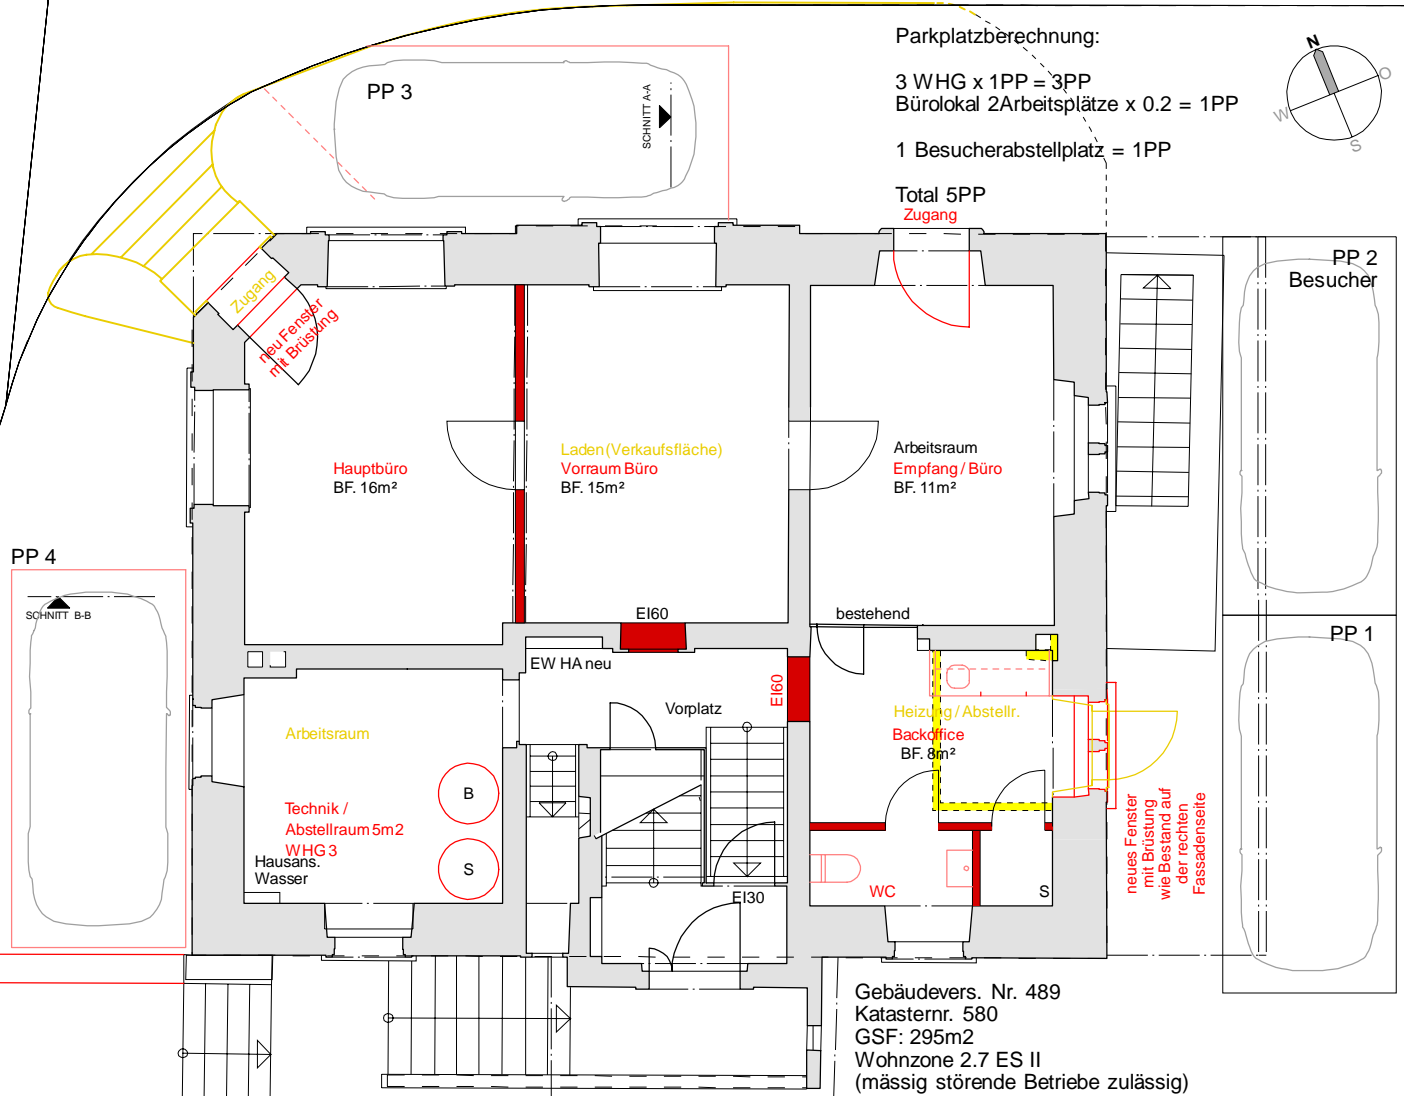 Parkplatzberechnung:
3 WHG x 1PP = 3PP
Bürolokal 2Arbeitsplätze x 0.2 = 1PP
1 Besucherabstellplatz = 1PP
Total 5PP
Zugang
N
O
W
S
PP 3
SCHNITT A-A
PP 2
Besucher
Zugang
neu Fenster
mit Brüstung
Laden (Verkaufsfläche)
Vorraum Büro
BF. 15m²
Hauptbüro
BF. 16m²
Arbeitsraum
Empfang / Büro
BF. 11m²
PP 4
SCHNITT B-B
EI60
bestehend
PP 1
EW HA neu
Vorplatz
EI60
Heizung / Abstellr.
Backoffice
BF. 8m²
Arbeitsraum
Technik /
Abstellraum 5m2
WHG 3
Hausans.
Wasser
B
S
EI30
WC
S
neues Fenster
mit Brüstung
wie Bestand auf
der rechten
Fassadenseite
Gebäudevers. Nr. 489
Katasternr. 580
GSF: 295m2
Wohnzone 2.7 ES II
(mässig störende Betriebe zulässig)